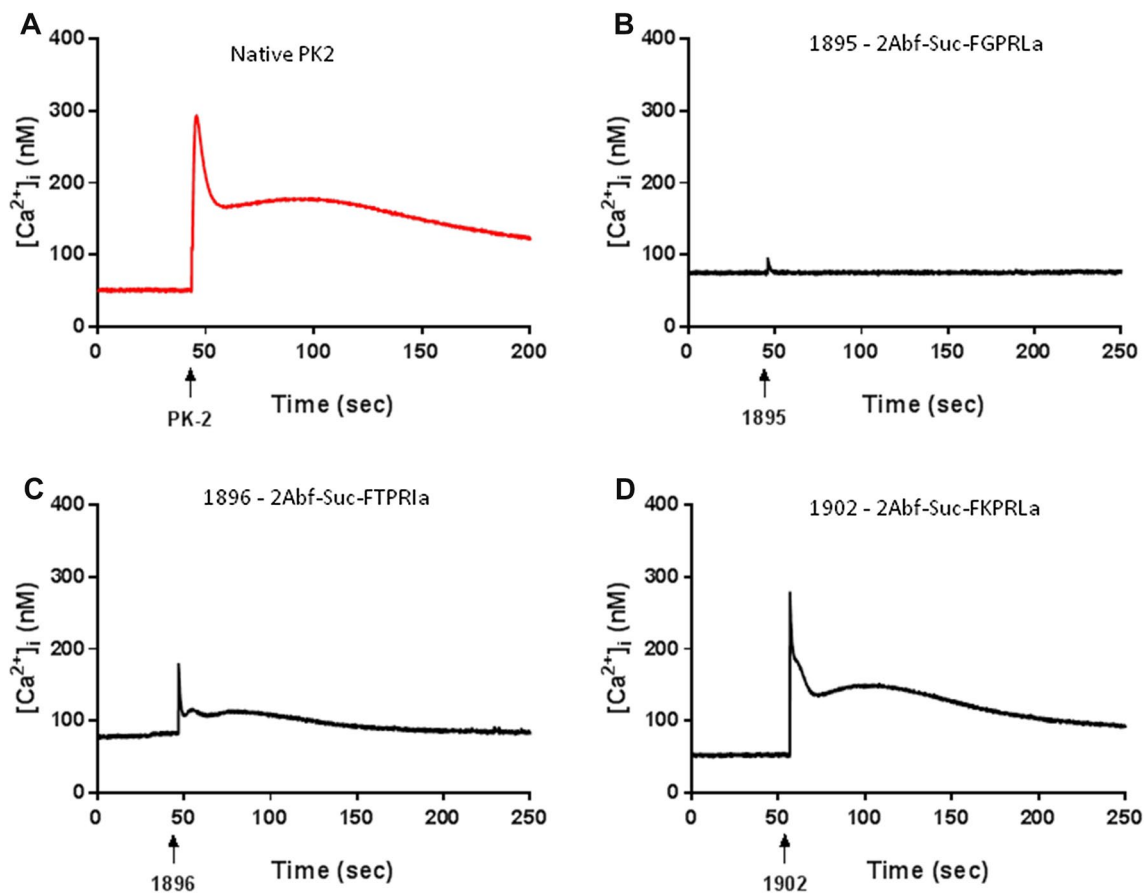 A
Native PK2
400
300
200
100
0
[Ca²⁺]ᵢ (nM)
0 50 100 150 200
PK-2
Time (sec)
B
1895 - 2Abf-Suc-FGPRLa
400
300
200
100
0
[Ca²⁺]ᵢ (nM)
0 50 100 150 200 250
1895
Time (sec)
C
1896 - 2Abf-Suc-FTPRIa
400
300
200
100
0
[Ca²⁺]ᵢ (nM)
0 50 100 150 200 250
1896
Time (sec)
D
1902 - 2Abf-Suc-FKPRLa
400
300
200
100
0
[Ca²⁺]ᵢ (nM)
0 50 100 150 200 250
1902
Time (sec)